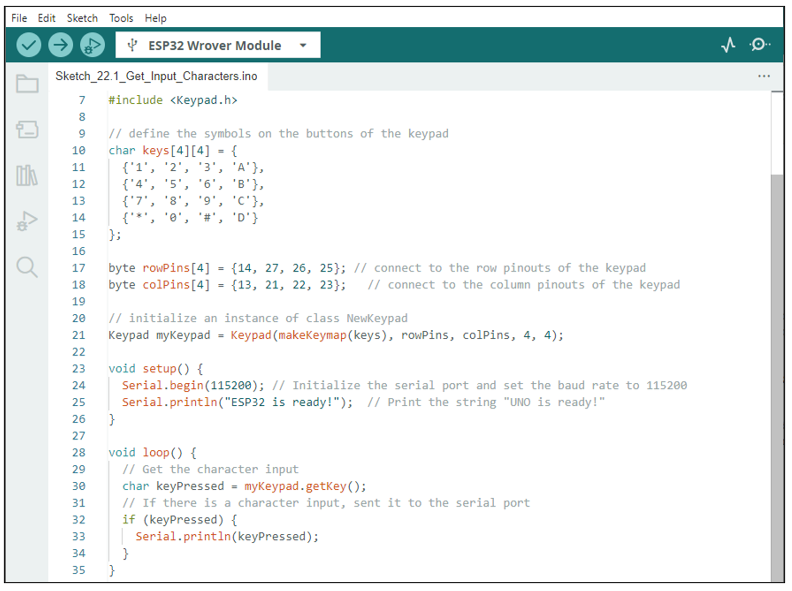 File Edit Sketch Tools Help
ESP32 Wrover Module
Sketch_22.1_Get_Input_Characters.ino
7 #include <Keypad.h>
8
9 // define the symbols on the buttons of the keypad
10 char keys[4][4] = {
11 {'1', '2', '3', 'A'},
12 {'4', '5', '6', 'B'},
13 {'7', '8', '9', 'C'},
14 {'*', '0', '#', 'D'}
15 };
16
17 byte rowPins[4] = {14, 27, 26, 25}; // connect to the row pinouts of the keypad
18 byte colPins[4] = {13, 21, 22, 23}; // connect to the column pinouts of the keypad
19
20 // initialize an instance of class NewKeypad
21 Keypad myKeypad = Keypad(makeKeymap(keys), rowPins, colPins, 4, 4);
22
23 void setup() {
24 Serial.begin(115200); // Initialize the serial port and set the baud rate to 115200
25 Serial.println("ESP32 is ready!"); // Print the string "UNO is ready!"
26 }
27
28 void loop() {
29 // Get the character input
30 char keyPressed = myKeypad.getKey();
31 // If there is a character input, sent it to the serial port
32 if (keyPressed) {
33 Serial.println(keyPressed);
34 }
35 }